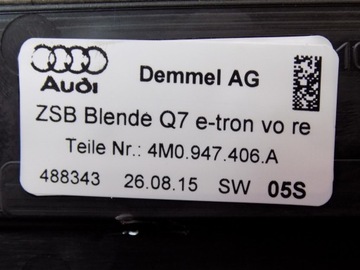 Audi
Demmel AG
ZSB Blende Q7 e-tron vo re
Teile Nr.: 4M0.947.406.A
488343 26.08.15 SW 05S